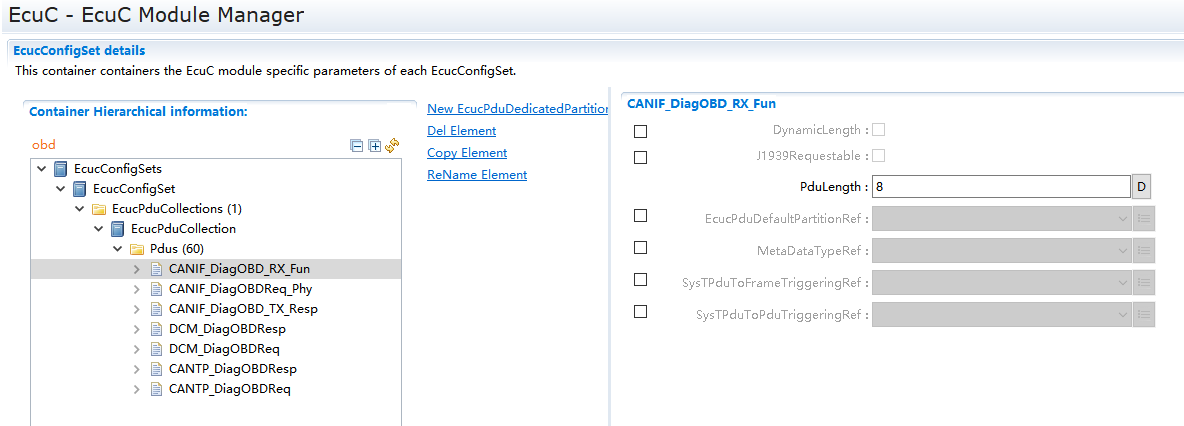 EcuC - EcuC Module Manager
EcucConfigSet details
This container containers the EcuC module specific parameters of each EcucConfigSet.
Container Hierarchical information:
obd
EcucConfigSets
EcucConfigSet
EcucPduCollections (1)
EcucPduCollection
Pdus (60)
CANIF_DiagOBD_RX_Fun
CANIF_DiagOBDReq_Phy
CANIF_DiagOBD_TX_Resp
DCM_DiagOBDResp
DCM_DiagOBDReq
CANTP_DiagOBDResp
CANTP_DiagOBDReq
New EcucPduDedicatedPartition
Del Element
Copy Element
ReName Element
CANIF_DiagOBD_RX_Fun
DynamicLength :
J1939Requestable :
PduLength : 8 D
EcucPduDefaultPartitionRef :
MetaDataTypeRef :
SysTPduToFrameTriggeringRef :
SysTPduToPduTriggeringRef :